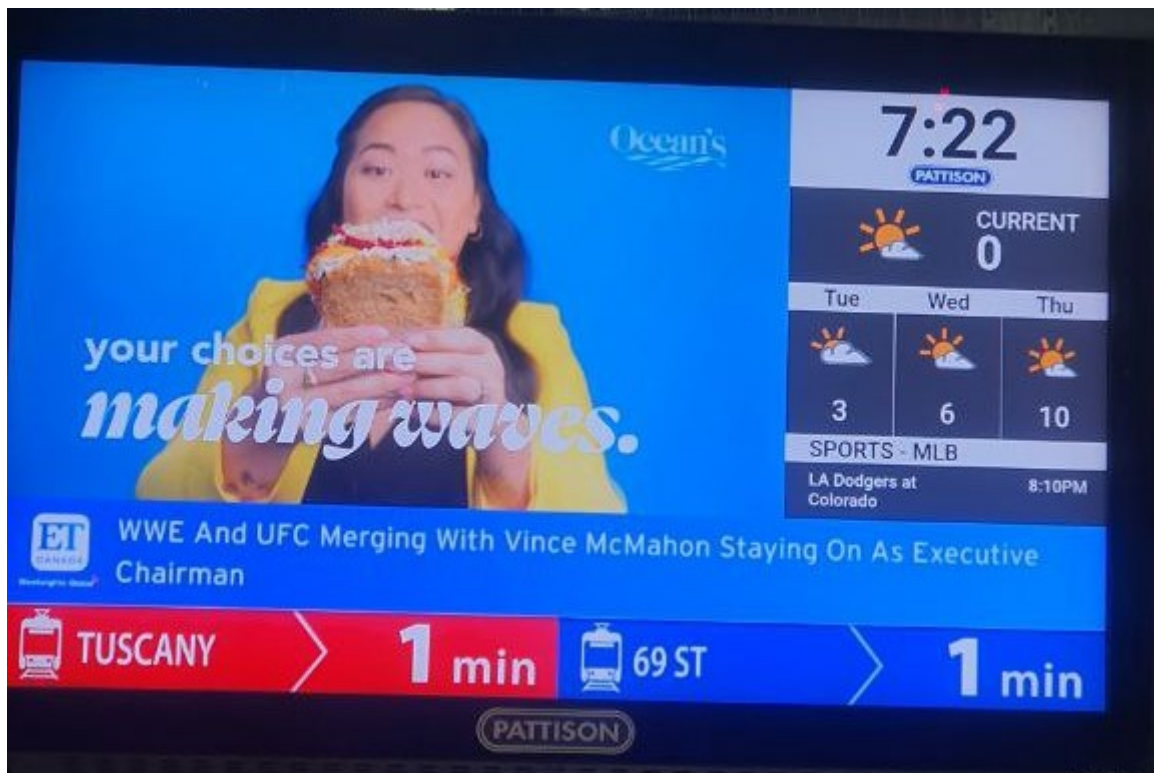 Ocean's
your choices are
making waves.
7:22
PATTISON
CURRENT
0
Tue Wed Thu
3 6 10
SPORTS - MLB
LA Dodgers at 8:10PM
Colorado
ET
CANADA
WWE And UFC Merging With Vince McMahon Staying On As Executive
Chairman
TUSCANY 1 min 69 ST 1 min
PATTISON